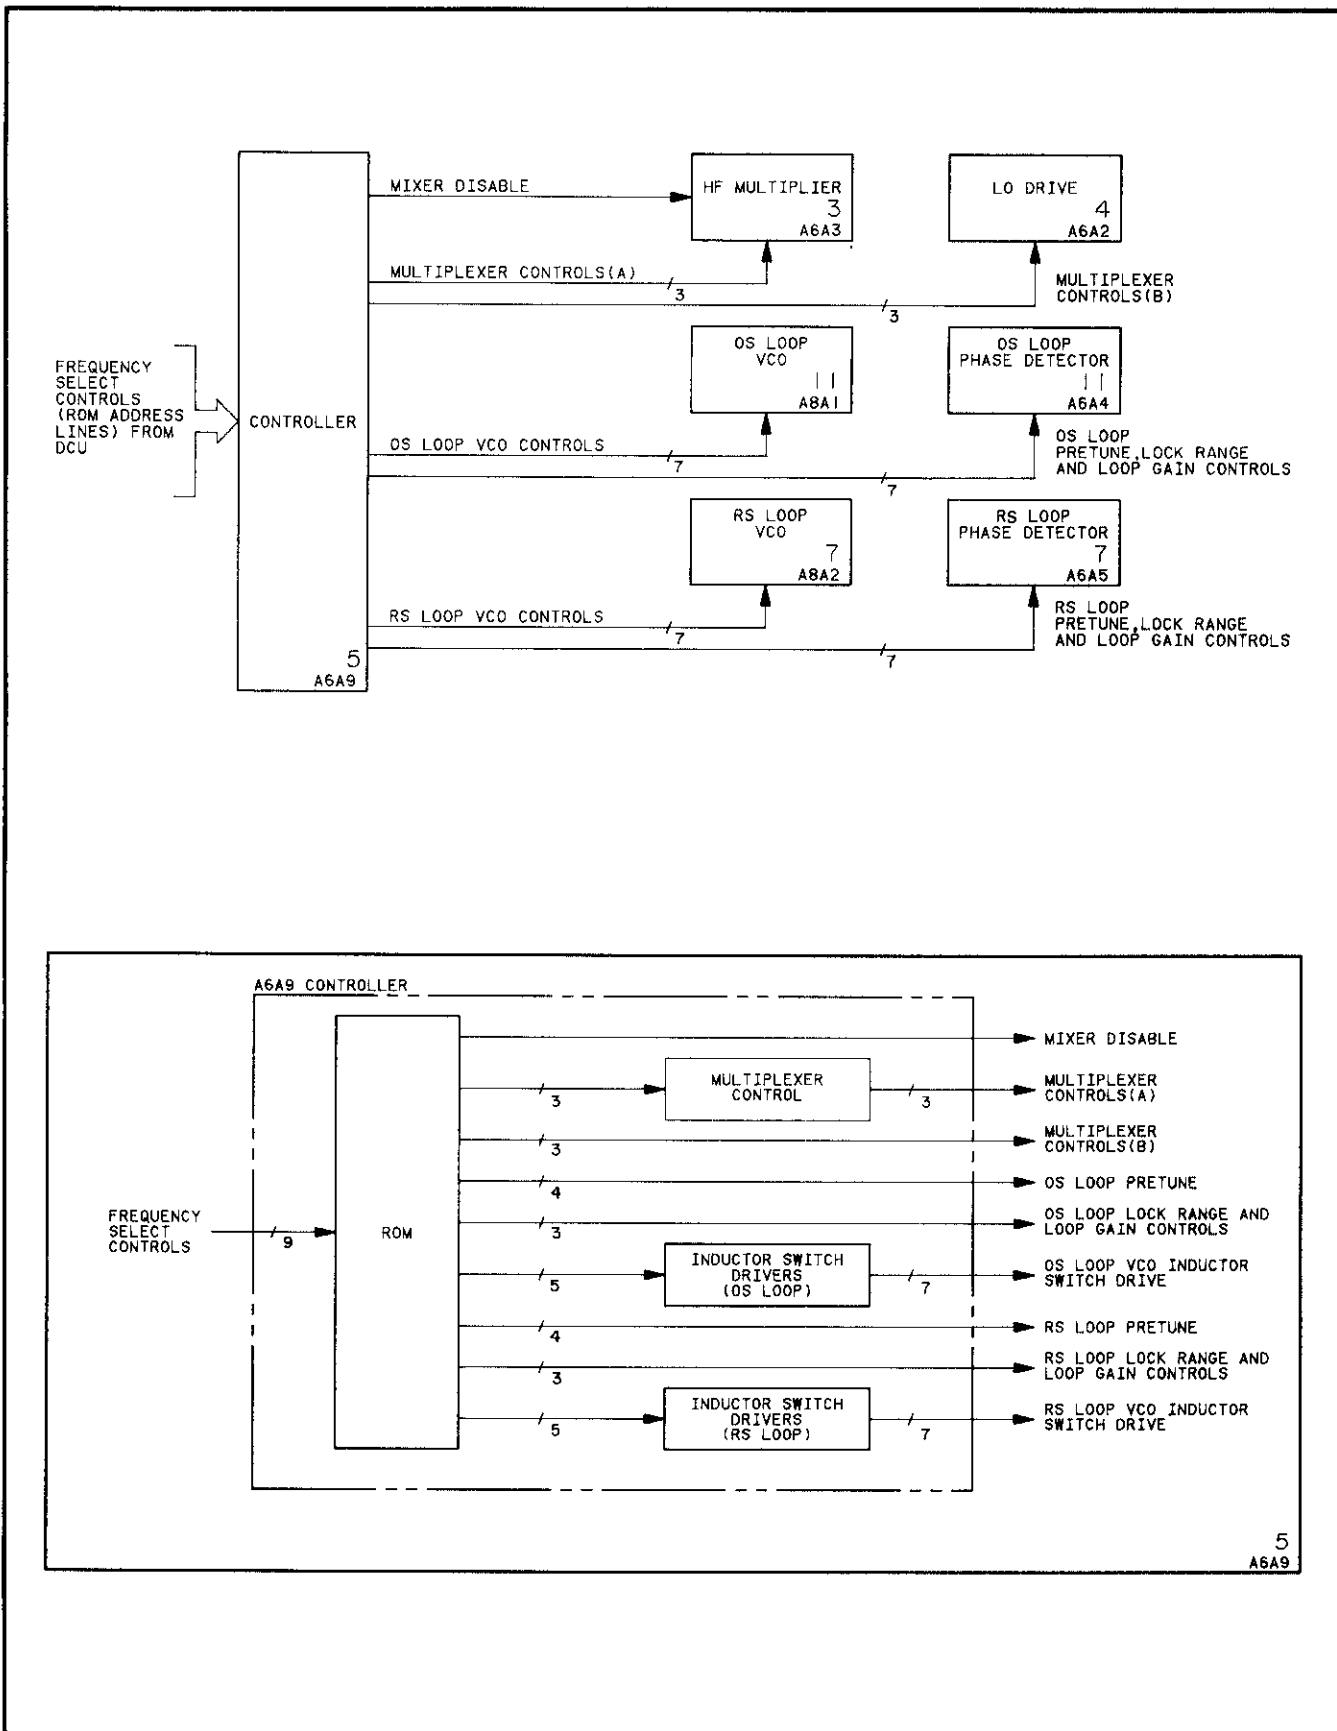 MIXER DISABLE
HF MULTIPLIER
3
A6A3
LO DRIVE
4
A6A2
MULTIPLEXER CONTROLS(A)
3
3
MULTIPLEXER
CONTROLS(B)
FREQUENCY
SELECT
CONTROLS
(ROM ADDRESS
LINES) FROM
DCU
CONTROLLER
5
A6A9
OS LOOP
VCO
11
A8A1
OS LOOP
PHASE DETECTOR
11
A6A4
OS LOOP VCO CONTROLS
7
7
OS LOOP
PRETUNE,LOCK RANGE
AND LOOP GAIN CONTROLS
RS LOOP
VCO
7
A8A2
RS LOOP
PHASE DETECTOR
7
A6A5
RS LOOP VCO CONTROLS
7
7
RS LOOP
PRETUNE,LOCK RANGE
AND LOOP GAIN CONTROLS
A6A9 CONTROLLER
FREQUENCY
SELECT
CONTROLS
9
ROM
MIXER DISABLE
3
MULTIPLEXER
CONTROL
3
MULTIPLEXER
CONTROLS(A)
3
MULTIPLEXER
CONTROLS(B)
4
OS LOOP PRETUNE
3
OS LOOP LOCK RANGE AND
LOOP GAIN CONTROLS
5
INDUCTOR SWITCH
DRIVERS
(OS LOOP)
7
OS LOOP VCO INDUCTOR
SWITCH DRIVE
4
RS LOOP PRETUNE
3
RS LOOP LOCK RANGE AND
LOOP GAIN CONTROLS
5
INDUCTOR SWITCH
DRIVERS
(RS LOOP)
7
RS LOOP VCO INDUCTOR
SWITCH DRIVE
5
A6A9